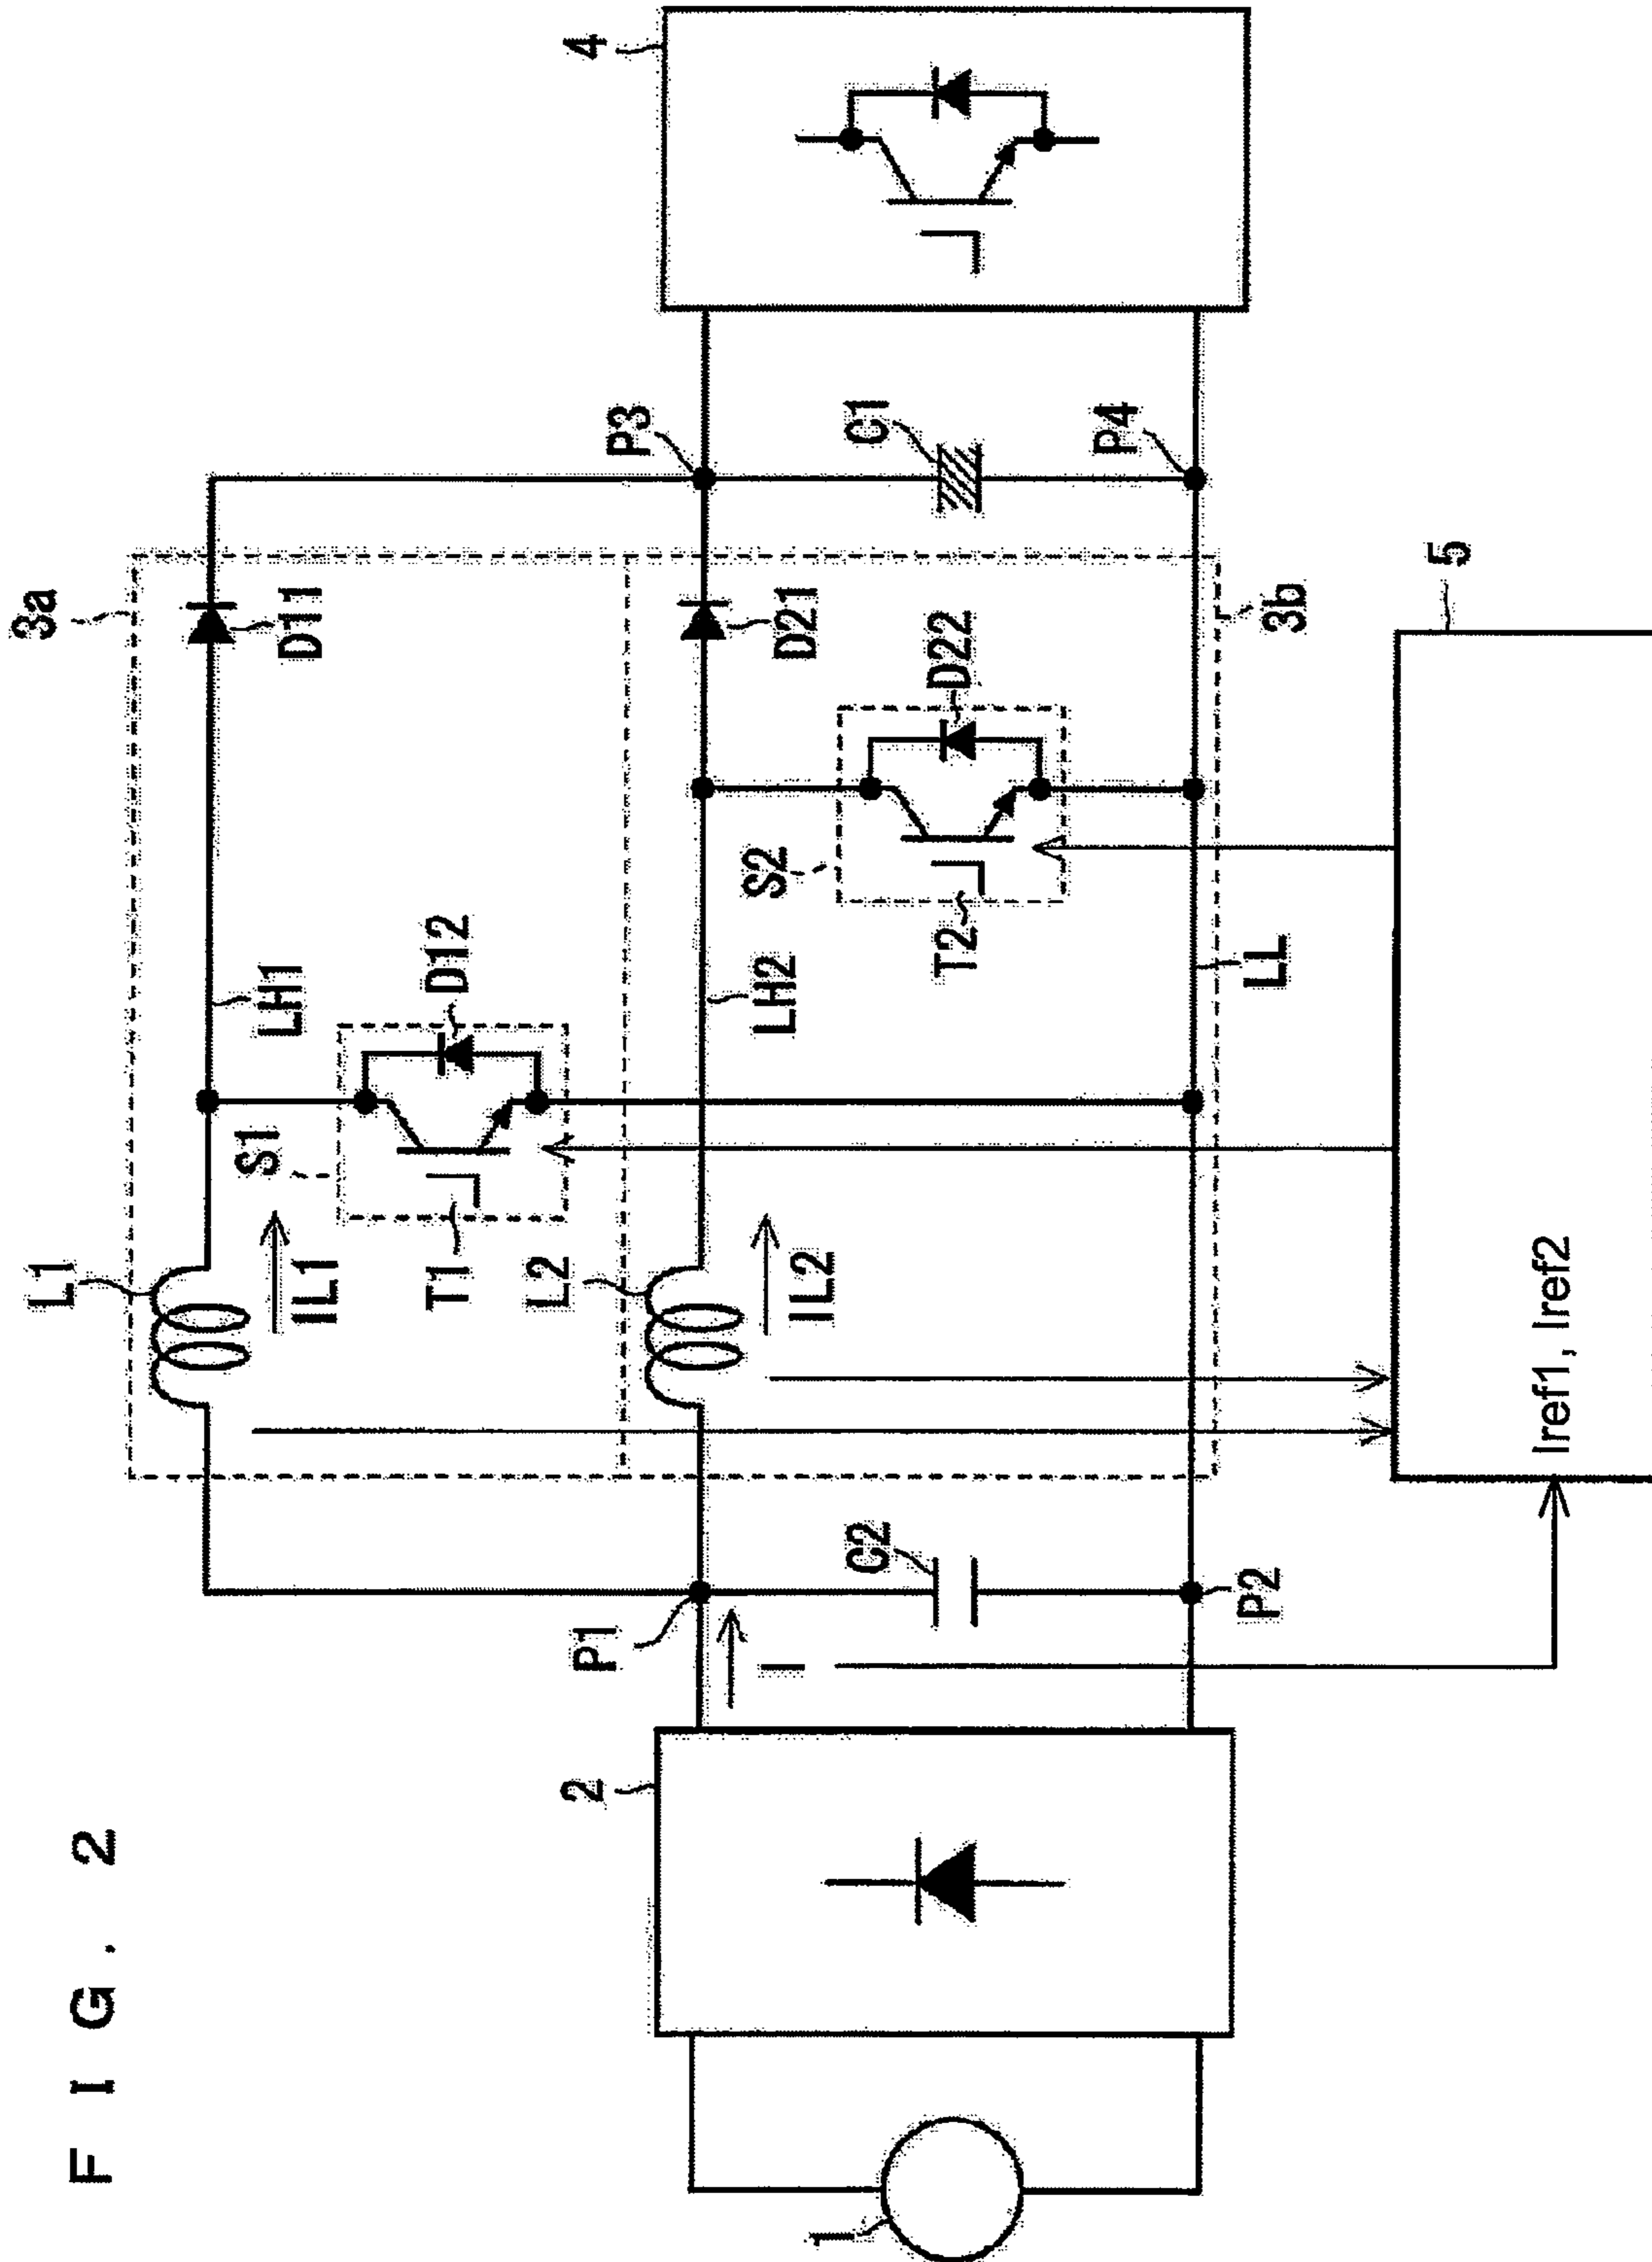 FIG. 2
3a
L1
LH1
D11
IL1
S1
D12
T1
P3
4
L2
LH2
D21
IL2
S2
D22
T2
P1
I
C2
C1
2
1
P2
LL
3b
P4
5
Iref1, Iref2